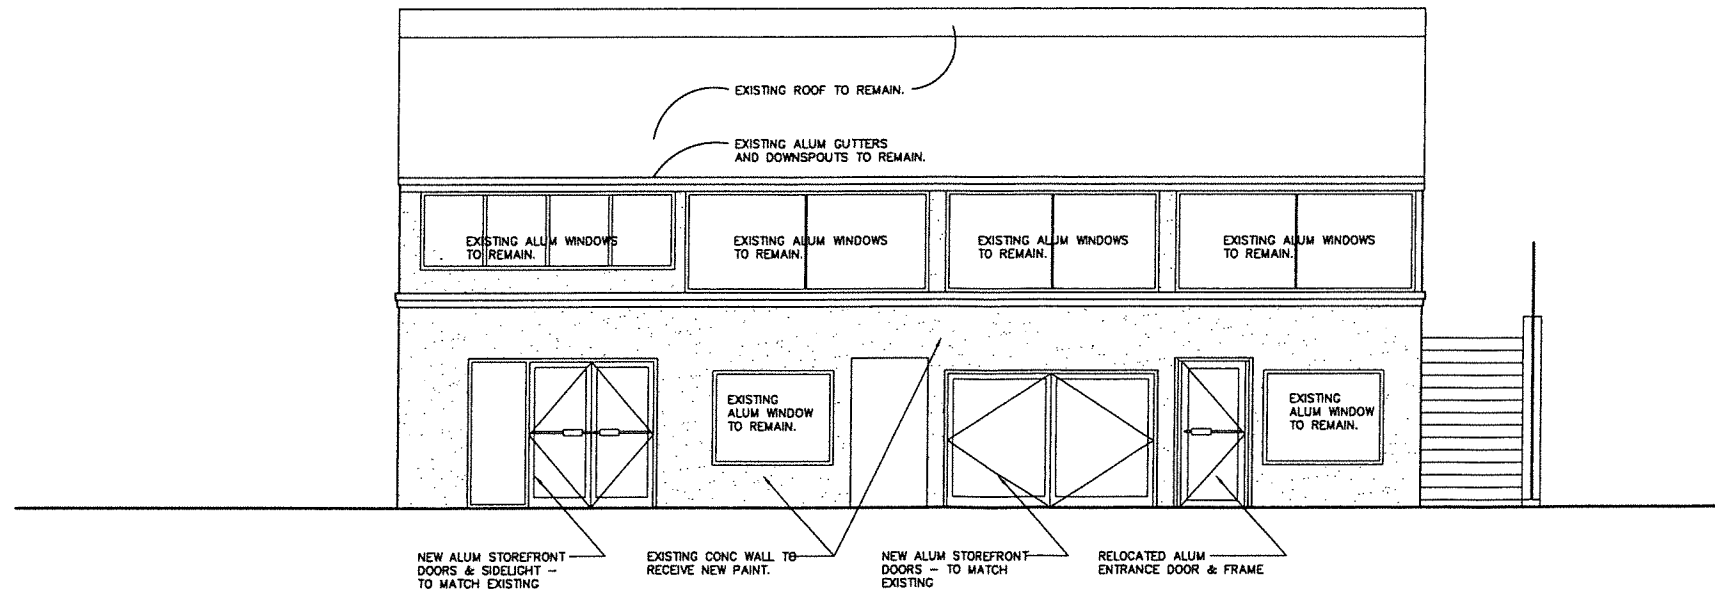 EXISTING ROOF TO REMAIN.
EXISTING ALUM GUTTERS
AND DOWNSPOUTS TO REMAIN.
EXISTING ALUM WINDOWS
TO REMAIN.
EXISTING ALUM WINDOWS
TO REMAIN.
EXISTING ALUM WINDOWS
TO REMAIN.
EXISTING ALUM WINDOWS
TO REMAIN.
EXISTING
ALUM WINDOW
TO REMAIN.
EXISTING
ALUM WINDOW
TO REMAIN.
NEW ALUM STOREFRONT
DOORS & SIDELIGHT –
TO MATCH EXISTING
EXISTING CONC WALL TO
RECEIVE NEW PAINT.
NEW ALUM STOREFRONT
DOORS – TO MATCH
EXISTING
RELOCATED ALUM
ENTRANCE DOOR & FRAME